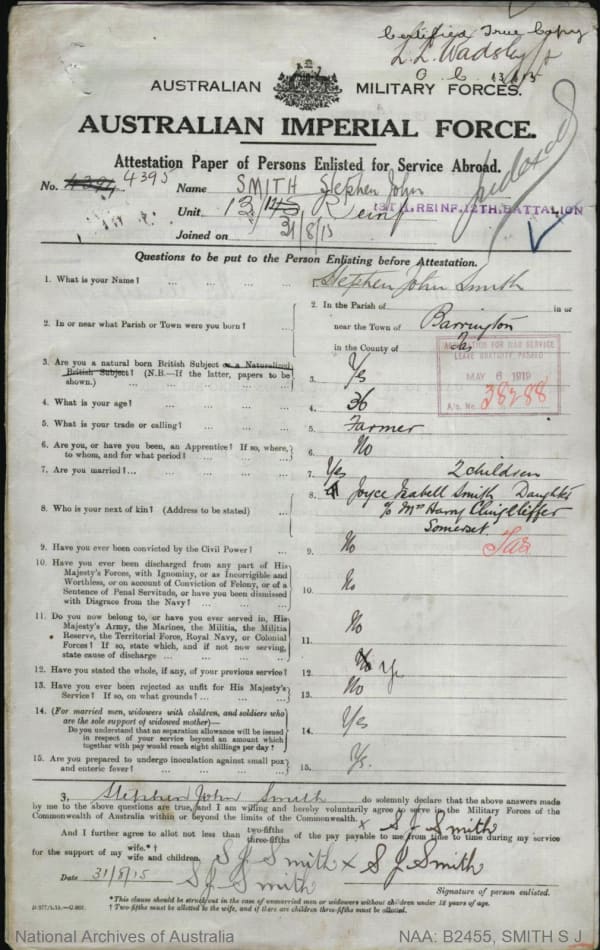 Certified True Copy
AUSTRALIAN MILITARY FORCES.
AUSTRALIAN IMPERIAL FORCE.
Attestation Paper of Persons Enlisted for Service Abroad.
Indexed
No. 4395
Name SMITH Stephen John
Unit 13/12 Reinf 13TH REINF. 12TH. BATTALION
Joined on 31/8/15
Questions to be put to the Person Enlisting before Attestation.
1. What is your Name? ... ... ... 1. Stephen John Smith
2. In or near what Parish or Town were you born? ...
2. In the Parish of in or
near the Town of Barrington
in the County of Tas
3. Are you a natural born British Subject or a Naturalized
British Subject? (N.B.—If the latter, papers to be
shown.) ... ... ... 3. Yes
WAR SERVICE
LEAVE GRATUITY PASSED
MAY 6 1919
A/c. No. 38288
4. What is your age? ... ... ... 4. 36
5. What is your trade or calling? ... ... ... 5. Farmer
6. Are you, or have you been, an Apprentice? If so, where,
to whom, and for what period? ... ... 6. No
7. Are you married?... ... ... ... 7. Yes 2 children
8. Who is your next of kin? (Address to be stated) ...
8. Joyce Isabell Smith Daughter
c/o Mrs Harry
Somerset.
Tas
9. Have you ever been convicted by the Civil Power? ... 9. No
10. Have you ever been discharged from any part of His
Majesty's Forces, with Ignominy, or as Incorrigible and
Worthless, or on account of Conviction of Felony, or of a
Sentence of Penal Servitude, or have you been dismissed
with Disgrace from the Navy? ... ... ... 10. No
11. Do you now belong to, or have you ever served in, His
Majesty's Army, the Marines, the Militia, the Militia
Reserve, the Territorial Force, Royal Navy, or Colonial
Forces? If so, state which, and if not now serving,
state cause of discharge ... ... ... 11. No
12. Have you stated the whole, if any, of your previous service? 12. No Yes
13. Have you ever been rejected as unfit for His Majesty's
Service? If so, on what grounds? ... ... 13. No
14. (For married men, widowers with children, and soldiers who
are the sole support of widowed mother)—
Do you understand that no separation allowance will be issued
in respect of your service beyond an amount which
together with pay would reach eight shillings per day? 14. Yes
15. Are you prepared to undergo inoculation against small pox
and enteric fever? ... ... ... 15. Yes.
I, Stephen John Smith do solemnly declare that the above answers made
by me to the above questions are true, and I am willing and hereby voluntarily agree to serve in the Military Forces of the
Commonwealth of Australia within or beyond the limits of the Commonwealth.
x S J Smith
And I further agree to allot not less than two-fifths three-fifths of the pay payable to me from time to time during my service
for the support of my wife.*† wife and children. S J Smith x S J Smith
Date 31/8/15 S J Smith
Signature of person enlisted.
*This clause should be struck out in the case of unmarried men or widowers without children under 18 years of age.
† Two-fifths must be allotted to the wife, and if there are children three-fifths must be allotted.
National Archives of Australia
NAA: B2455, SMITH S J